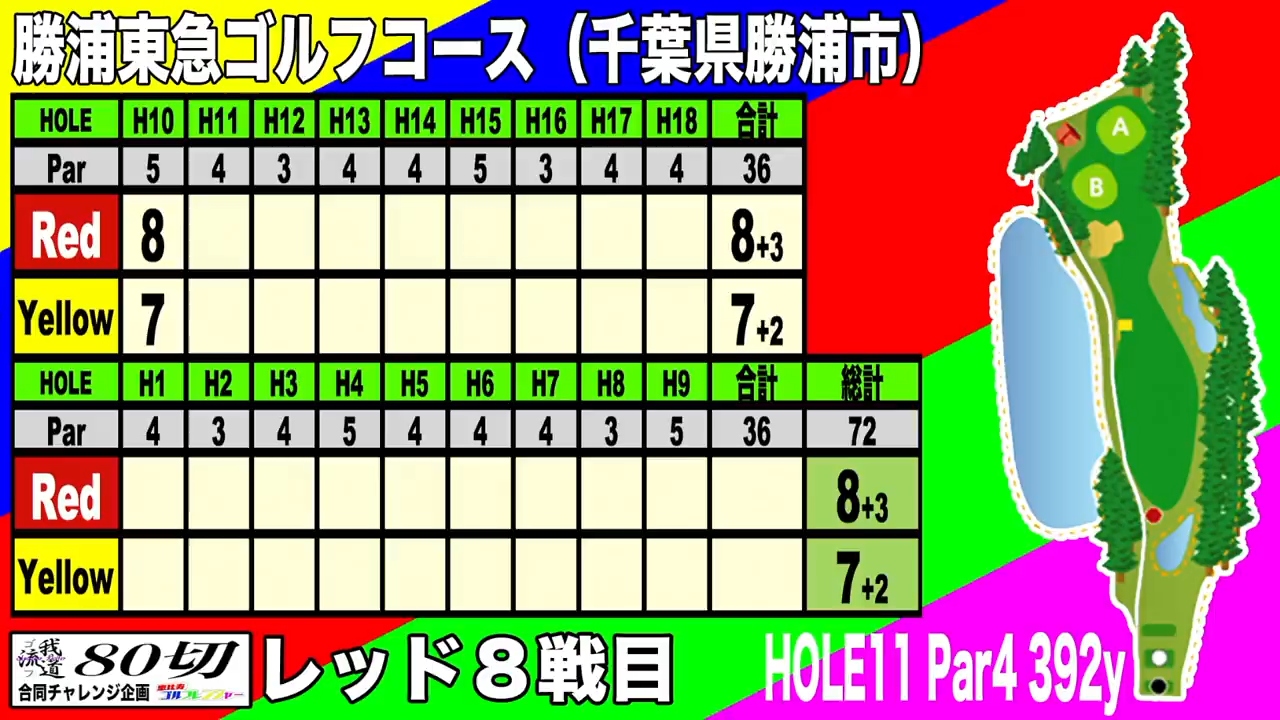 勝浦東急ゴルフコース（千葉県勝浦市）
HOLE H10 H11 H12 H13 H14 H15 H16 H17 H18 合計
Par 5 4 3 4 4 5 3 4 4 36
Red 8 8+3
Yellow 7 7+2
HOLE H1 H2 H3 H4 H5 H6 H7 H8 H9 合計 総計
Par 4 3 4 5 4 4 4 3 5 36 72
Red 8+3
Yellow 7+2
A
B
80切
合同チャレンジ企画
レッド８戦目
HOLE11 Par4 392y